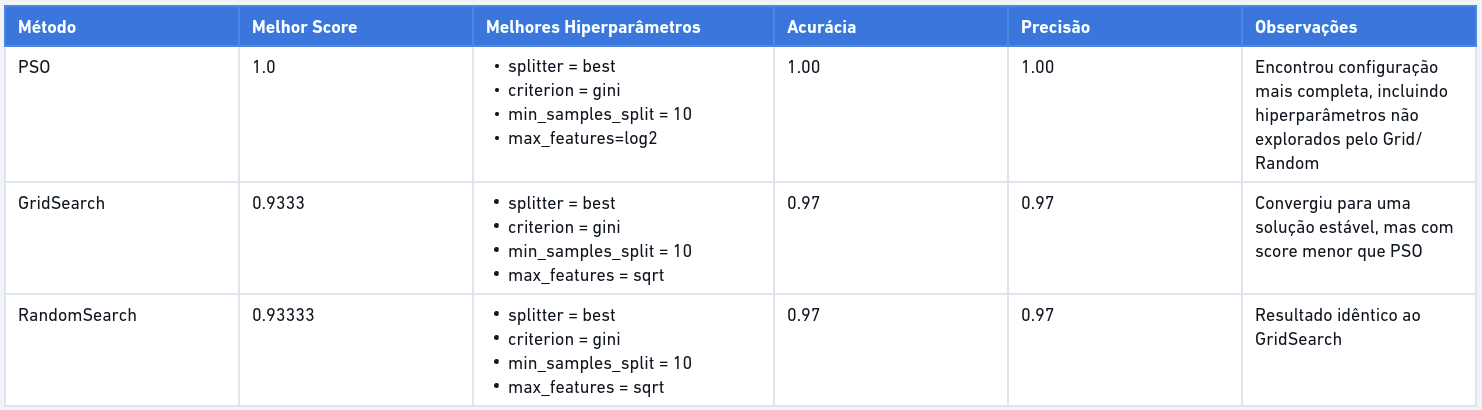 Método Melhor Score Melhores Hiperparâmetros Acurácia Precisão Observações
PSO 1.0 • splitter = best 1.00 1.00 Encontrou configuração
• criterion = gini mais completa, incluindo
• min_samples_split = 10 hiperparâmetros não
• max_features=log2 explorados pelo Grid/
Random
GridSearch 0.9333 • splitter = best 0.97 0.97 Convergiu para uma
• criterion = gini solução estável, mas com
• min_samples_split = 10 score menor que PSO
• max_features = sqrt
RandomSearch 0.93333 • splitter = best 0.97 0.97 Resultado idêntico ao
• criterion = gini GridSearch
• min_samples_split = 10
• max_features = sqrt